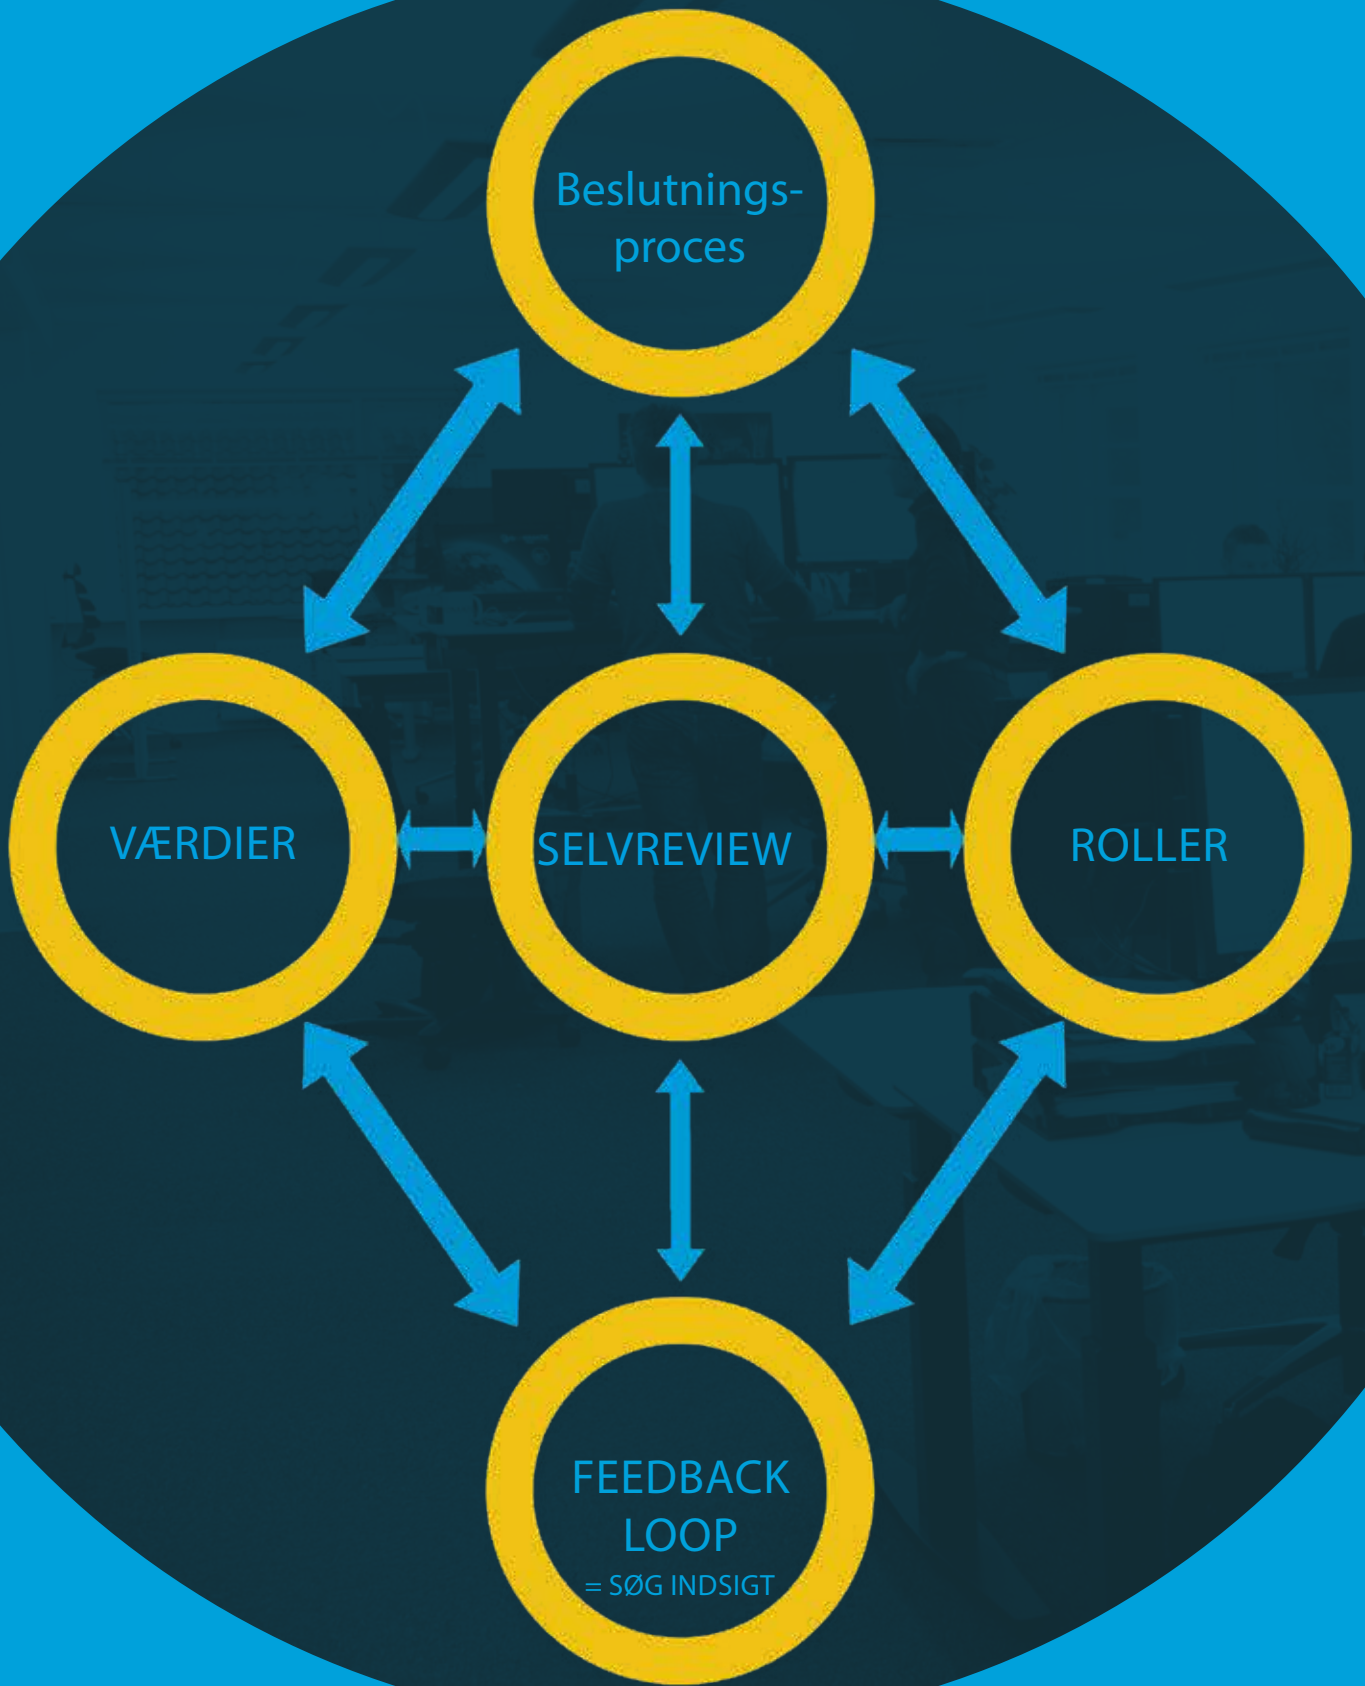 Beslutnings-
proces
VÆRDIER
SELVREVIEW
ROLLER
FEEDBACK
LOOP
= SØG INDSIGT